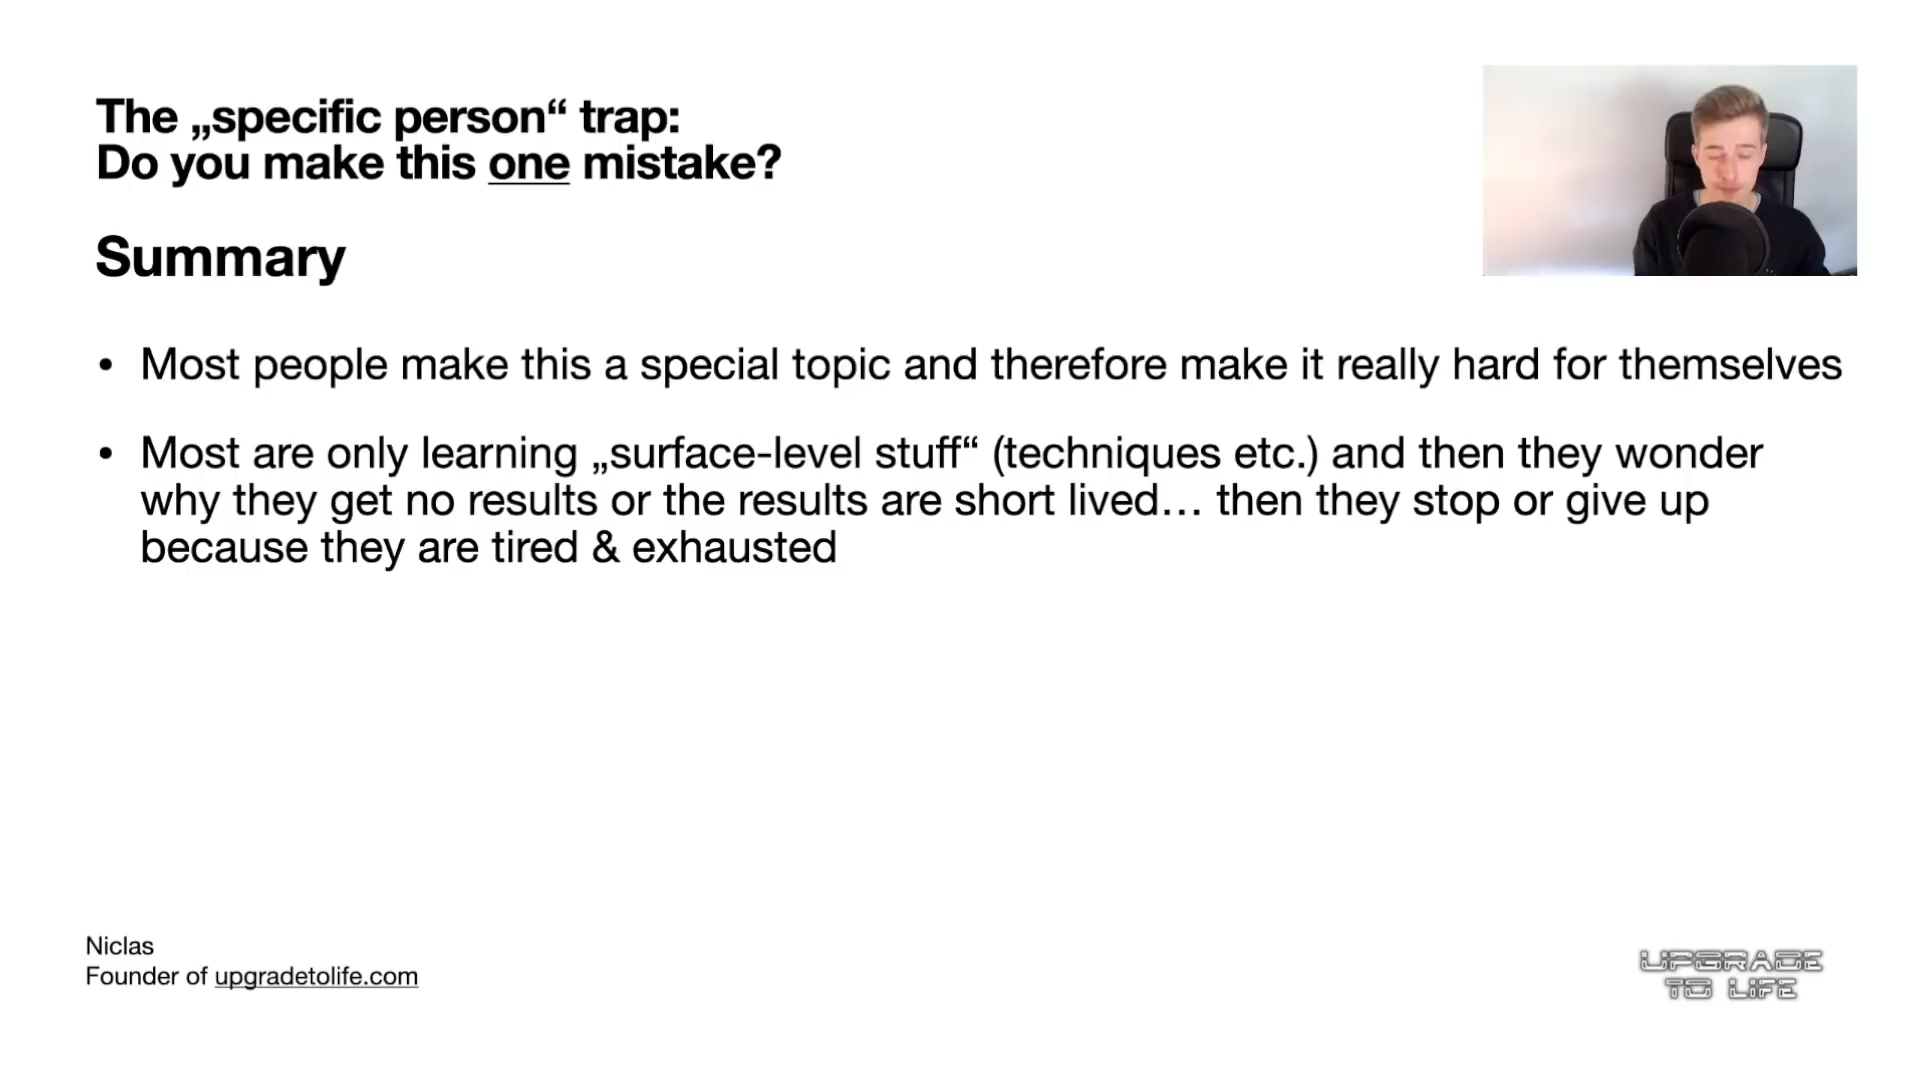 The „specific person“ trap:
Do you make this one mistake?
Summary
• Most people make this a special topic and therefore make it really hard for themselves
• Most are only learning „surface-level stuff“ (techniques etc.) and then they wonder
why they get no results or the results are short lived… then they stop or give up
because they are tired & exhausted
Niclas
Founder of upgradetolife.com
UPGRADE
TO LIFE